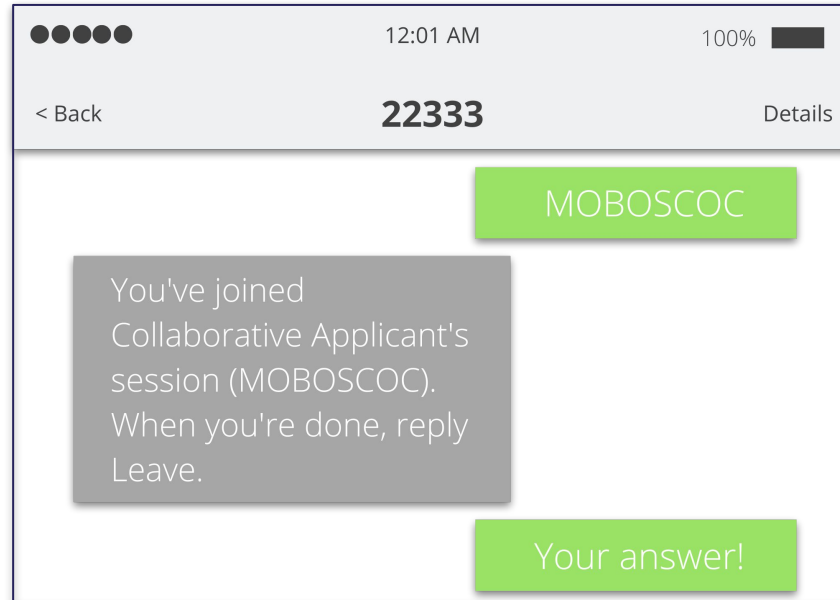 12:01 AM 100%
< Back 22333 Details
MOBOSCOC
You've joined
Collaborative Applicant's
session (MOBOSCOC).
When you're done, reply
Leave.
Your answer!